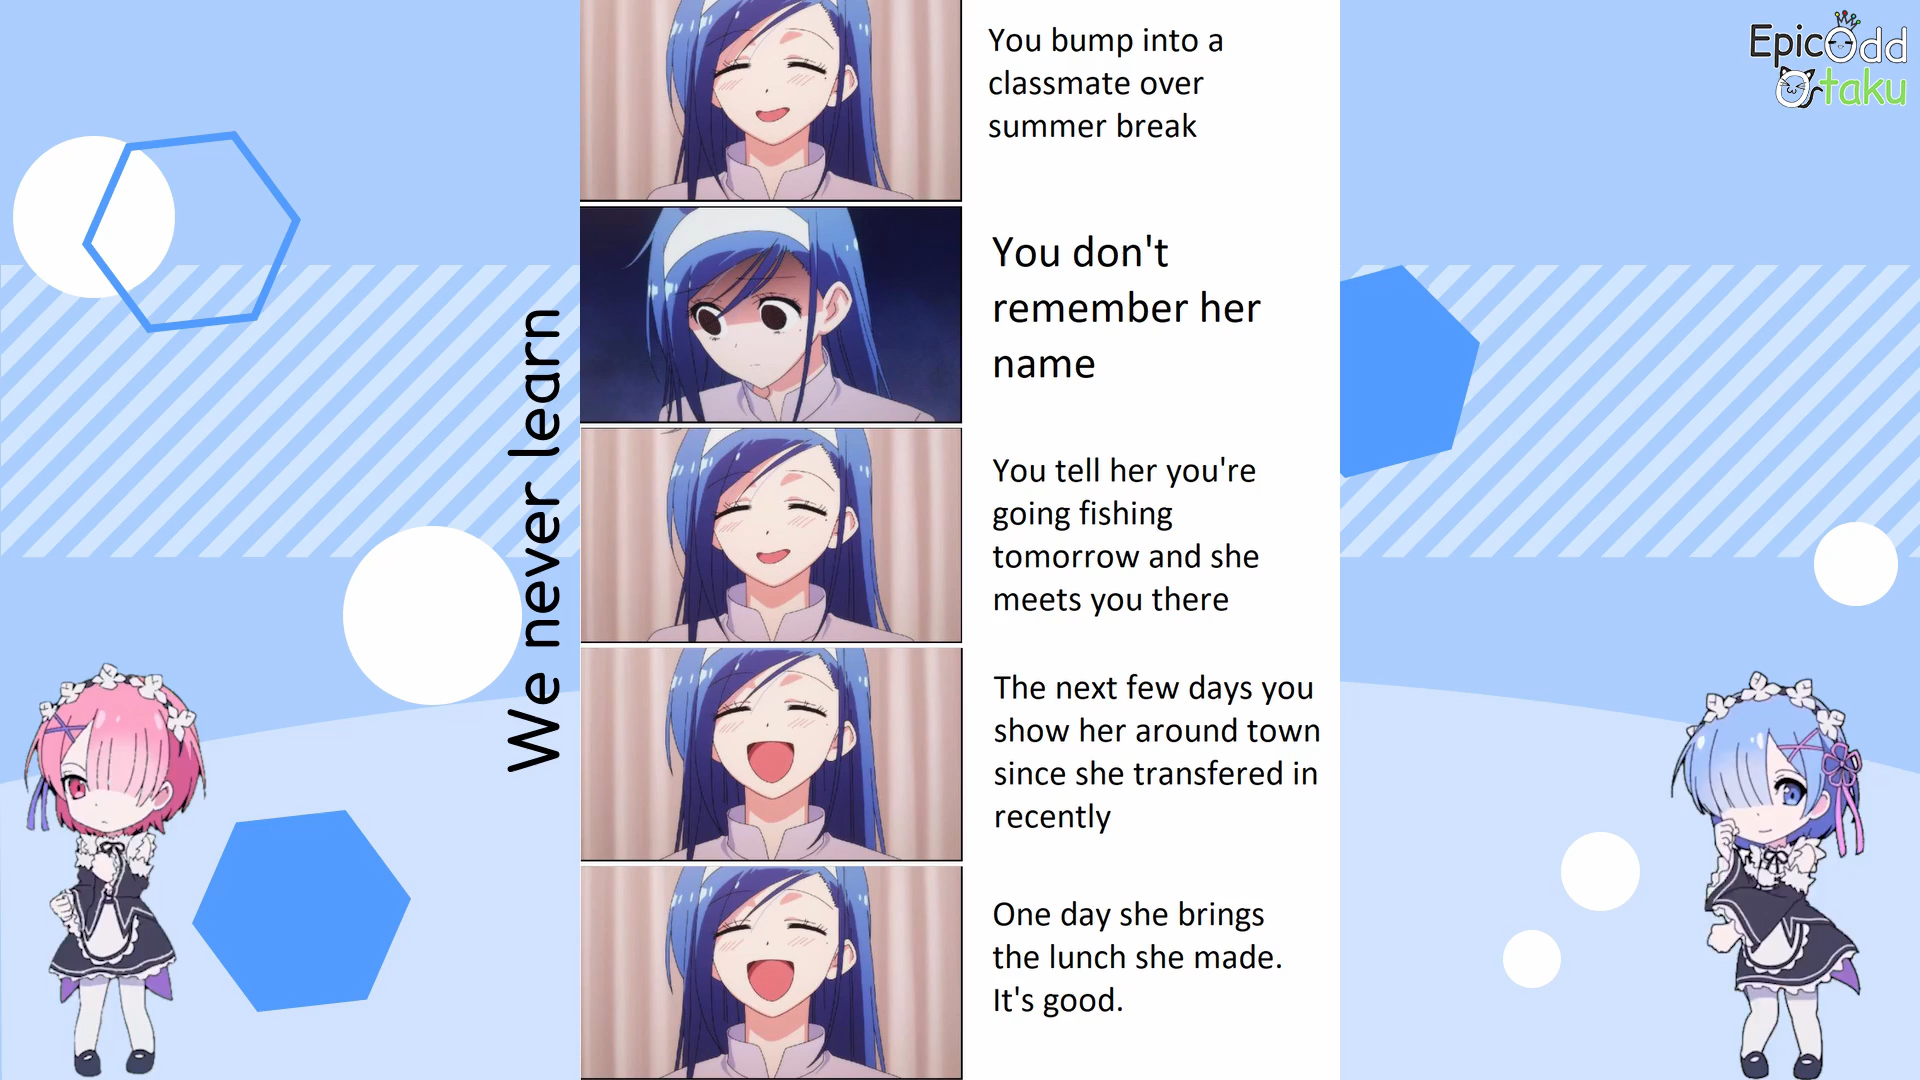 You bump into a
classmate over
summer break
You don't
remember her
name
You tell her you're
going fishing
tomorrow and she
meets you there
The next few days you
show her around town
since she transfered in
recently
One day she brings
the lunch she made.
It's good.
We never learn
EpicOdd
Otaku